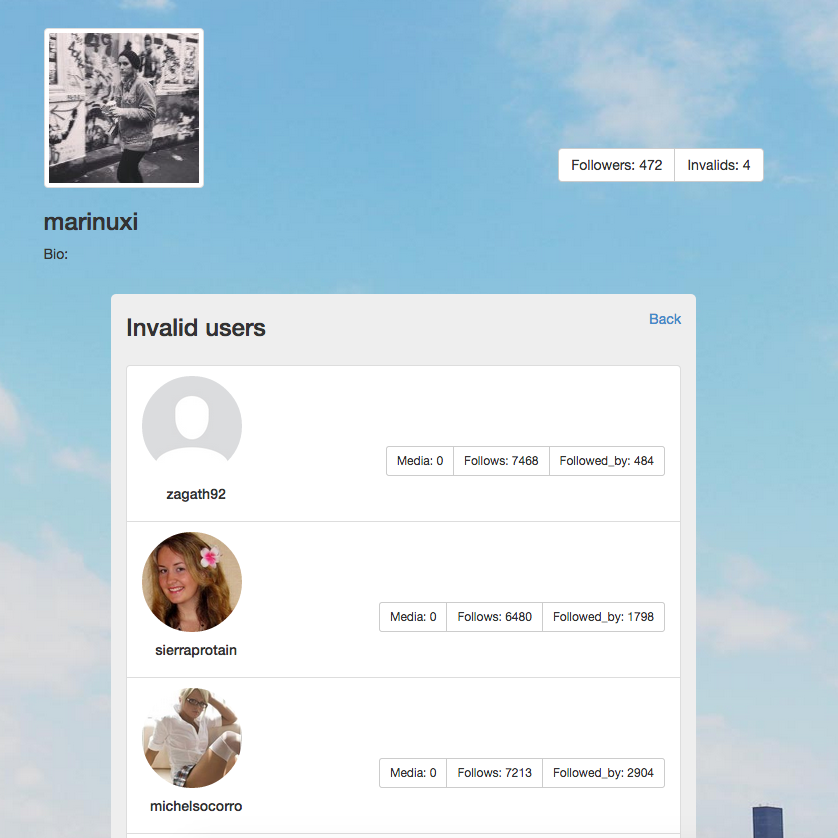 Followers: 472 Invalids: 4
marinuxi
Bio:
Invalid users Back
Media: 0 Follows: 7468 Followed_by: 484
zagath92
Media: 0 Follows: 6480 Followed_by: 1798
sierraprotain
Media: 0 Follows: 7213 Followed_by: 2904
michelsocorro